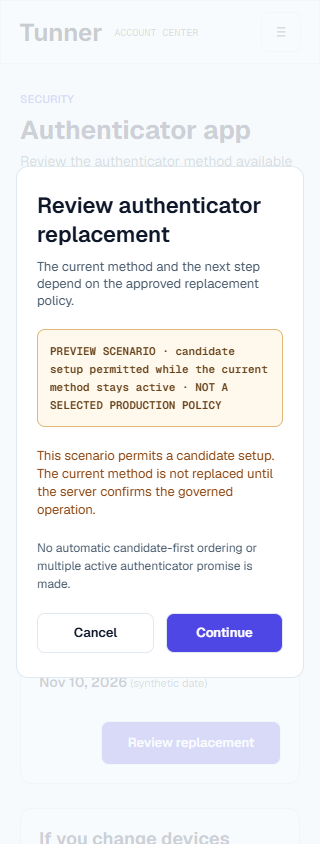 Tunner ACCOUNT CENTER
SECURITY
Authenticator app
Review the authenticator method available
Review authenticator
replacement
The current method and the next step
depend on the approved replacement
policy.
PREVIEW SCENARIO · candidate
setup permitted while the current
method stays active · NOT A
SELECTED PRODUCTION POLICY
This scenario permits a candidate setup.
The current method is not replaced until
the server confirms the governed
operation.
No automatic candidate-first ordering or
multiple active authenticator promise is
made.
Cancel Continue
Nov 10, 2026 (synthetic date)
Review replacement
If you change devices